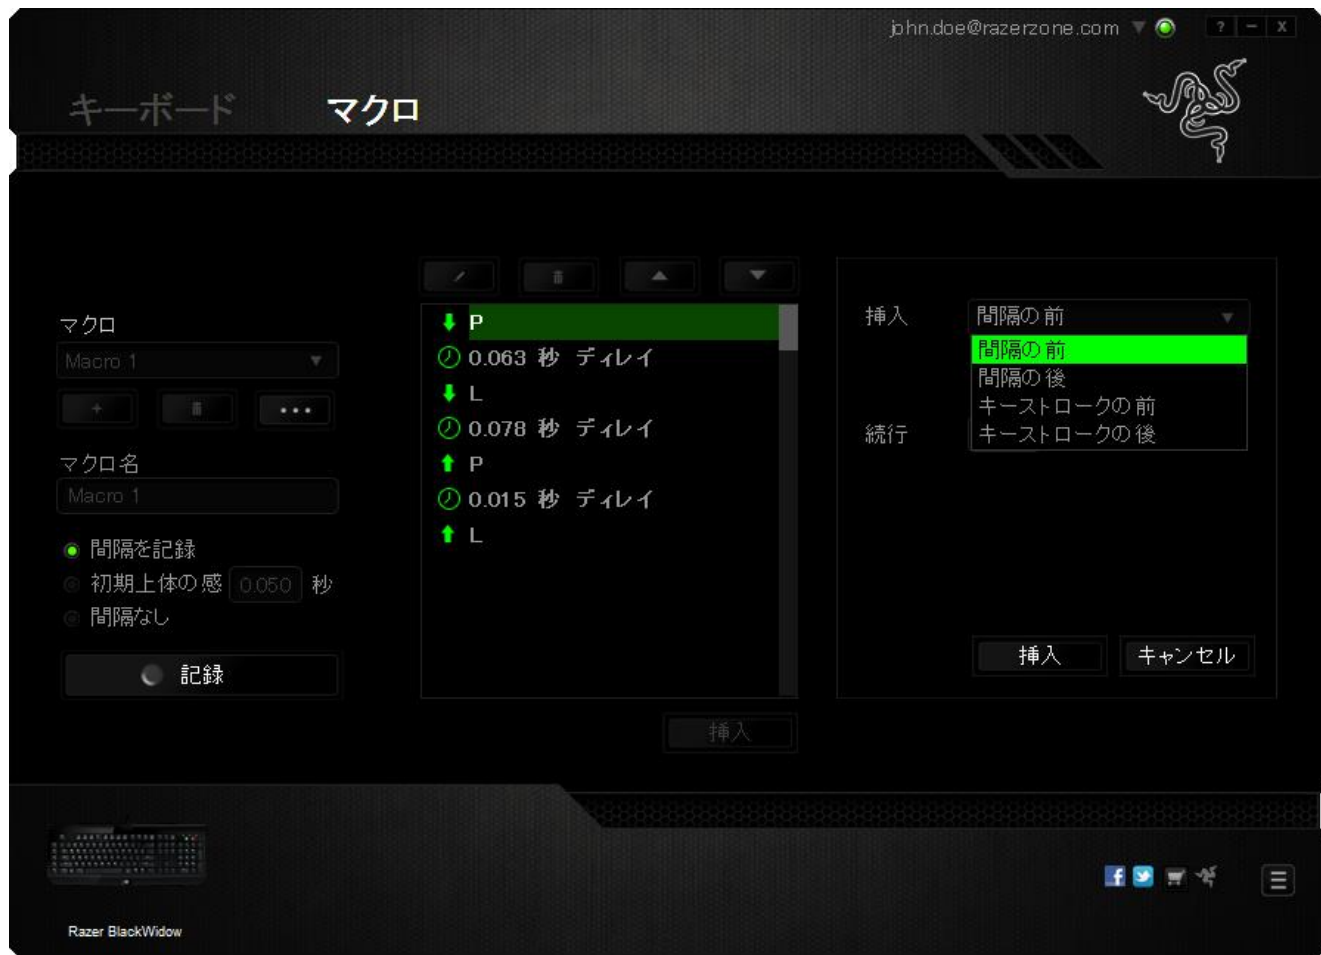 john.doe@razerzone.com
? - X
キーボード マクロ
マクロ
Macro 1
+
...
マクロ名
Macro 1
間隔を記録
初期上体の感 0.050 秒
間隔なし
記録
P
0.063 秒 ディレイ
L
0.078 秒 ディレイ
P
0.015 秒 ディレイ
L
挿入
挿入 間隔の前
間隔の前
間隔の後
キーストロークの前
キーストロークの後
続行
挿入 キャンセル
Razer BlackWidow